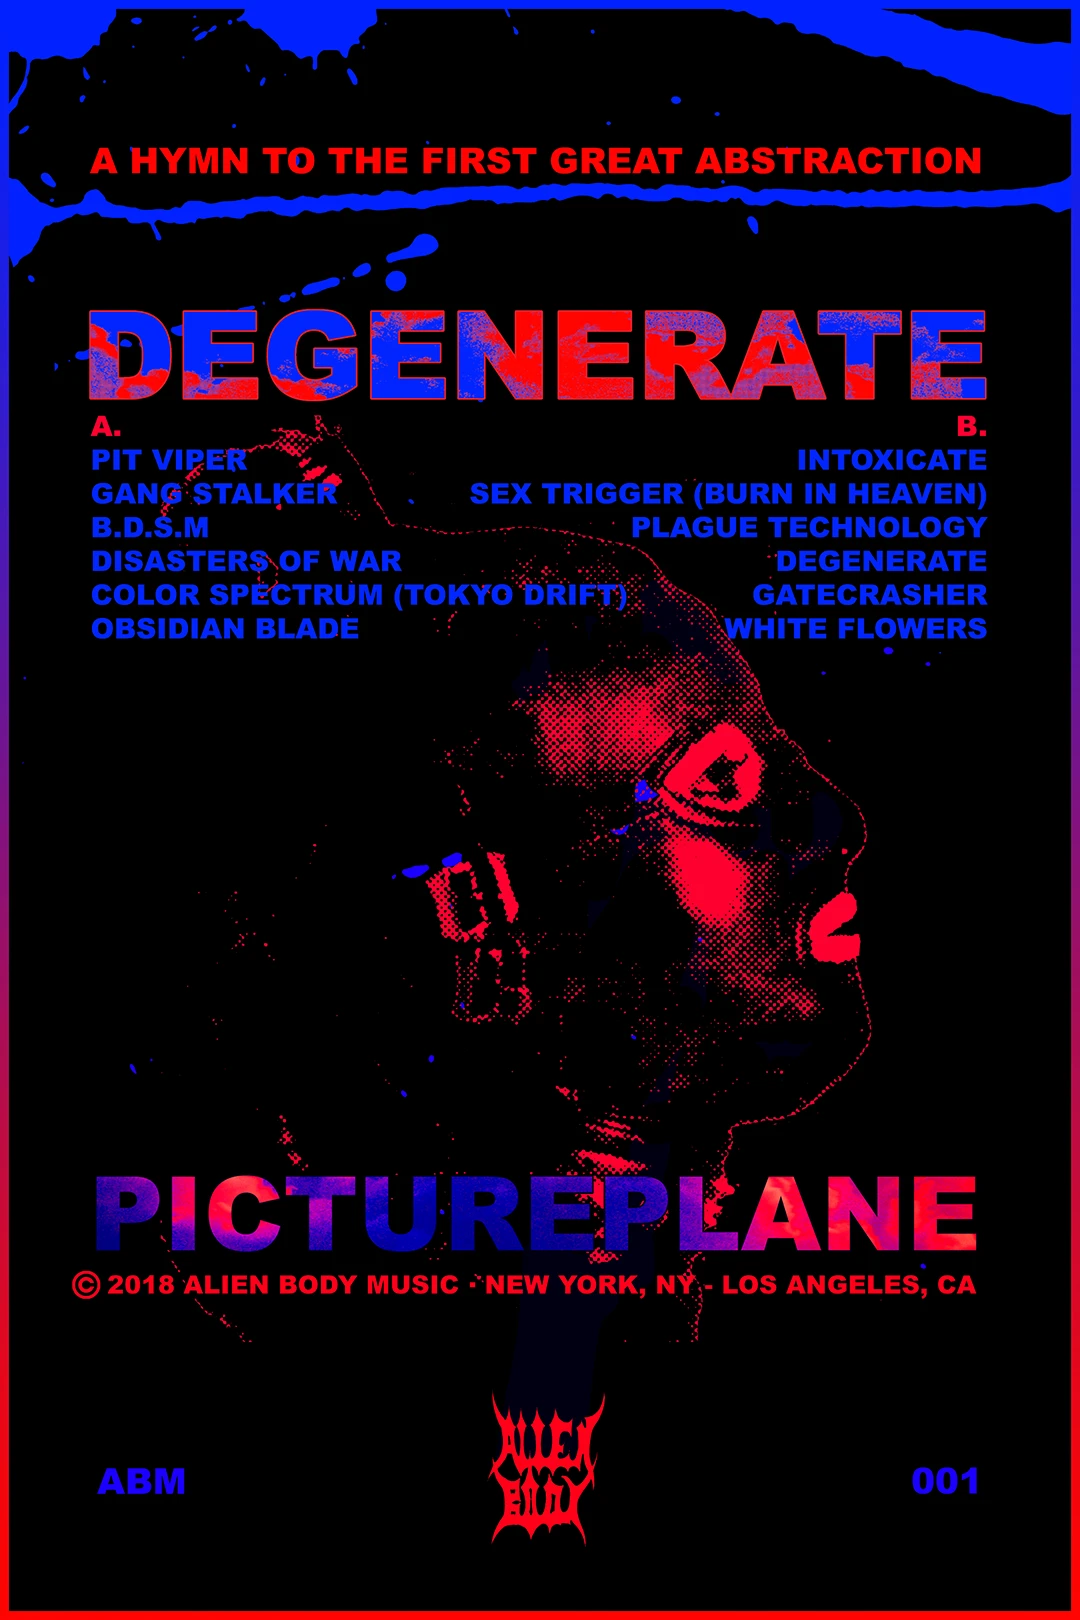 A HYMN TO THE FIRST GREAT ABSTRACTION
DEGENERATE
A.
PIT VIPER
GANG STALKER
B.D.S.M
DISASTERS OF WAR
COLOR SPECTRUM (TOKYO DRIFT)
OBSIDIAN BLADE
B.
INTOXICATE
SEX TRIGGER (BURN IN HEAVEN)
PLAGUE TECHNOLOGY
DEGENERATE
GATECRASHER
WHITE FLOWERS
PICTUREPLANE
© 2018 ALIEN BODY MUSIC · NEW YORK, NY - LOS ANGELES, CA
ALIEN
BODY
ABM
001